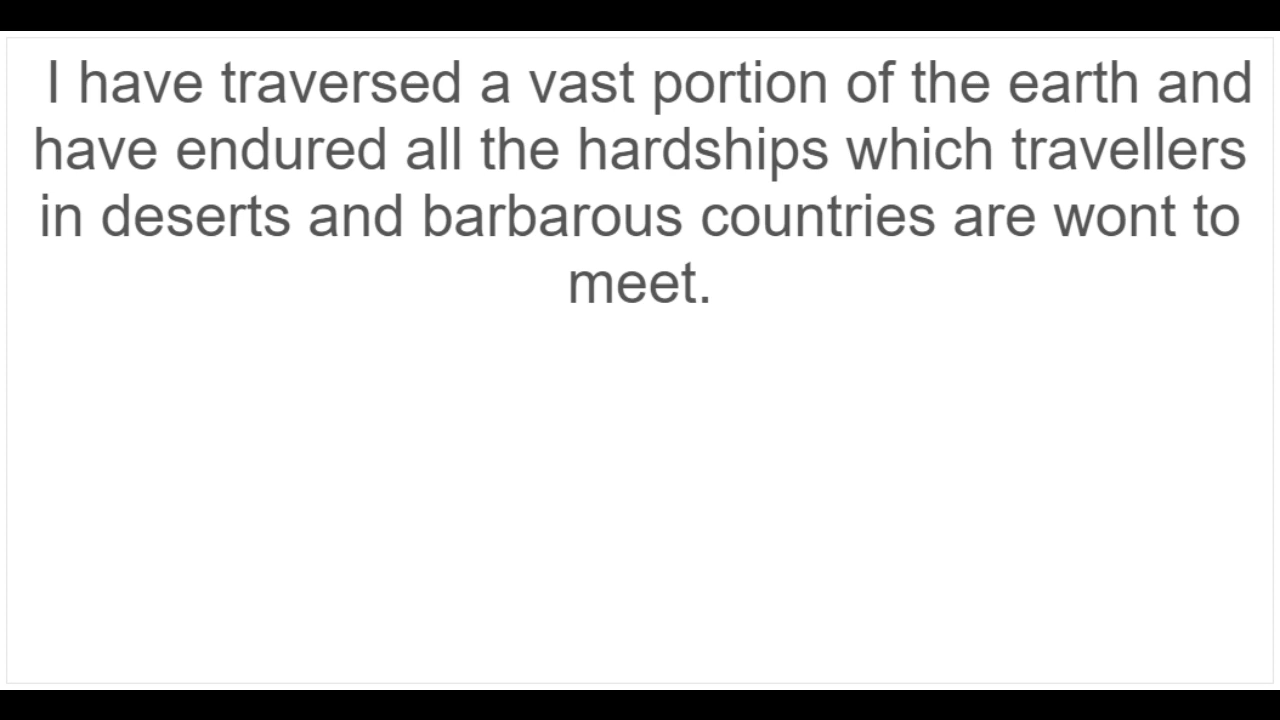 I have traversed a vast portion of the earth and
have endured all the hardships which travellers
in deserts and barbarous countries are wont to
meet.